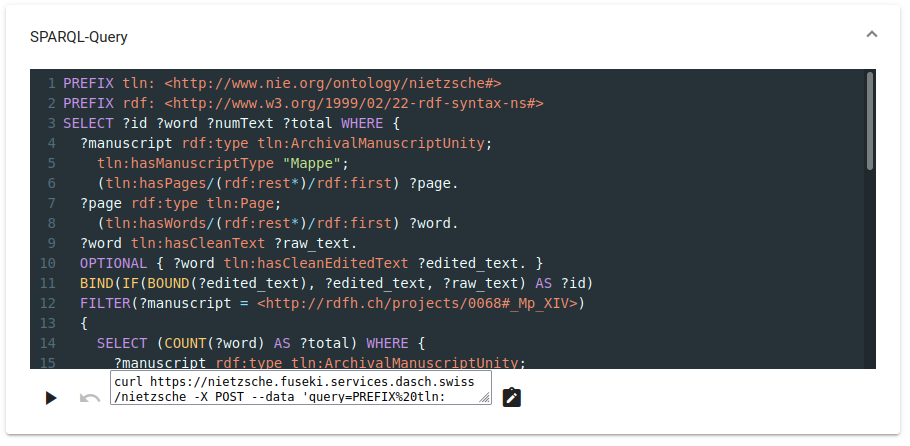 SPARQL-Query
1 PREFIX tln: <http://www.nie.org/ontology/nietzsche#>
2 PREFIX rdf: <http://www.w3.org/1999/02/22-rdf-syntax-ns#>
3 SELECT ?id ?word ?numText ?total WHERE {
4 ?manuscript rdf:type tln:ArchivalManuscriptUnity;
5 tln:hasManuscriptType "Mappe";
6 (tln:hasPages/(rdf:rest*)/rdf:first) ?page.
7 ?page rdf:type tln:Page;
8 (tln:hasWords/(rdf:rest*)/rdf:first) ?word.
9 ?word tln:hasCleanText ?raw_text.
10 OPTIONAL { ?word tln:hasCleanEditedText ?edited_text. }
11 BIND(IF(BOUND(?edited_text), ?edited_text, ?raw_text) AS ?id)
12 FILTER(?manuscript = <http://rdfh.ch/projects/0068#_Mp_XIV>)
13 {
14 SELECT (COUNT(?word) AS ?total) WHERE {
15 ?manuscript rdf:type tln:ArchivalManuscriptUnity;
curl https://nietzsche.fuseki.services.dasch.swiss
/nietzsche -X POST --data 'query=PREFIX%20tln: